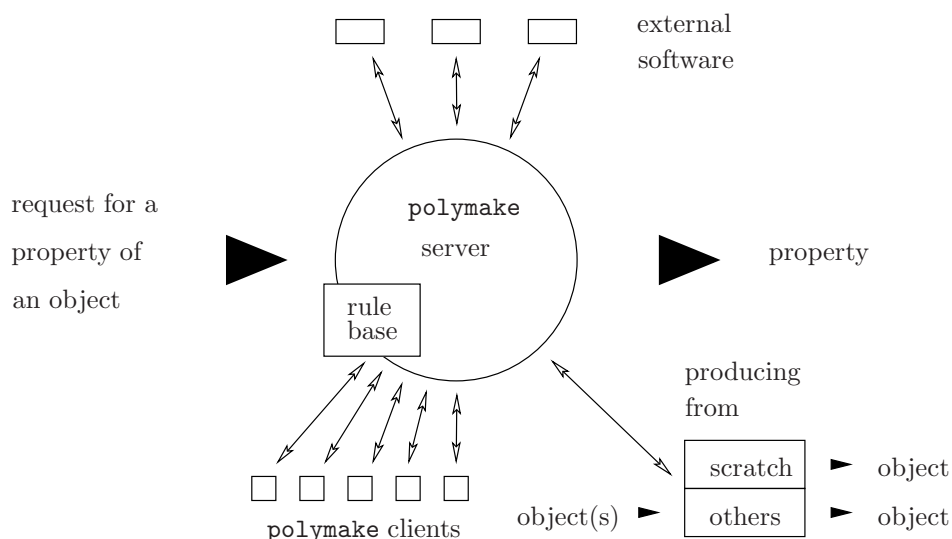 external
software
request for a
property of
an object
polymake
server
property
rule
base
producing
from
scratch
object
object(s)
others
object
polymake clients